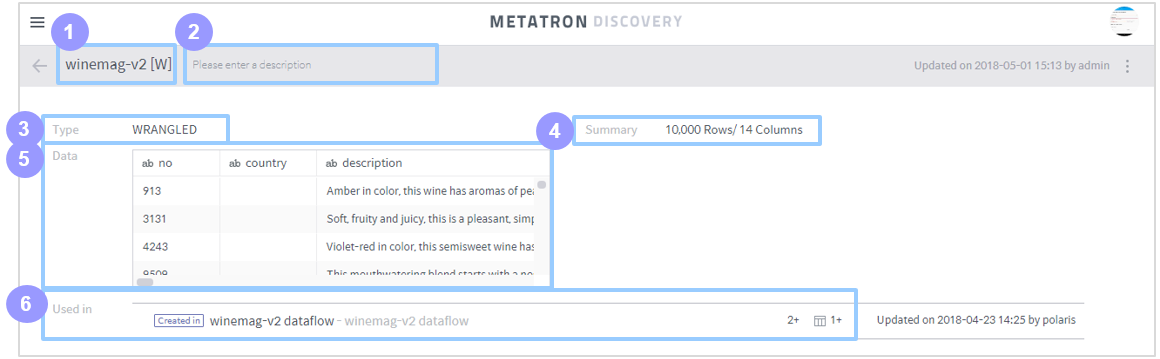 METATRON DISCOVERY
1
2
winemag-v2 [W]
Please enter a description
Updated on 2018-05-01 15:13 by admin
3
Type
WRANGLED
4
Summary
10,000 Rows/ 14 Columns
5
Data
ab no
ab country
ab description
913
Amber in color, this wine has aromas of pea
3131
Soft, fruity and juicy, this is a pleasant, simp
4243
Violet-red in color, this semisweet wine has
9509
This mouthwatering blend starts with a no
6
Used in
Created in
winemag-v2 dataflow - winemag-v2 dataflow
2+
1+
Updated on 2018-04-23 14:25 by polaris